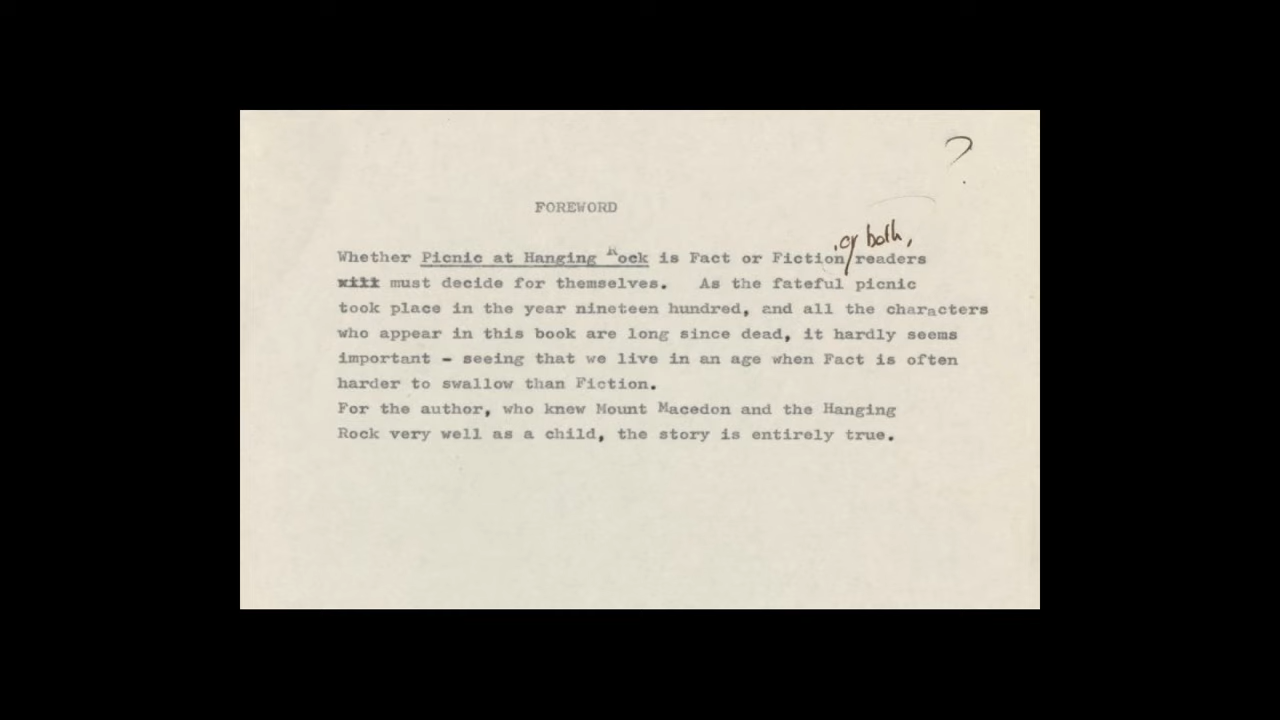 ?
FOREWORD
, or both,
Whether Picnic at Hanging Rock is Fact or Fiction/readers
will must decide for themselves. As the fateful picnic
took place in the year nineteen hundred, and all the characters
who appear in this book are long since dead, it hardly seems
important - seeing that we live in an age when Fact is often
harder to swallow than Fiction.
For the author, who knew Mount Macedon and the Hanging
Rock very well as a child, the story is entirely true.